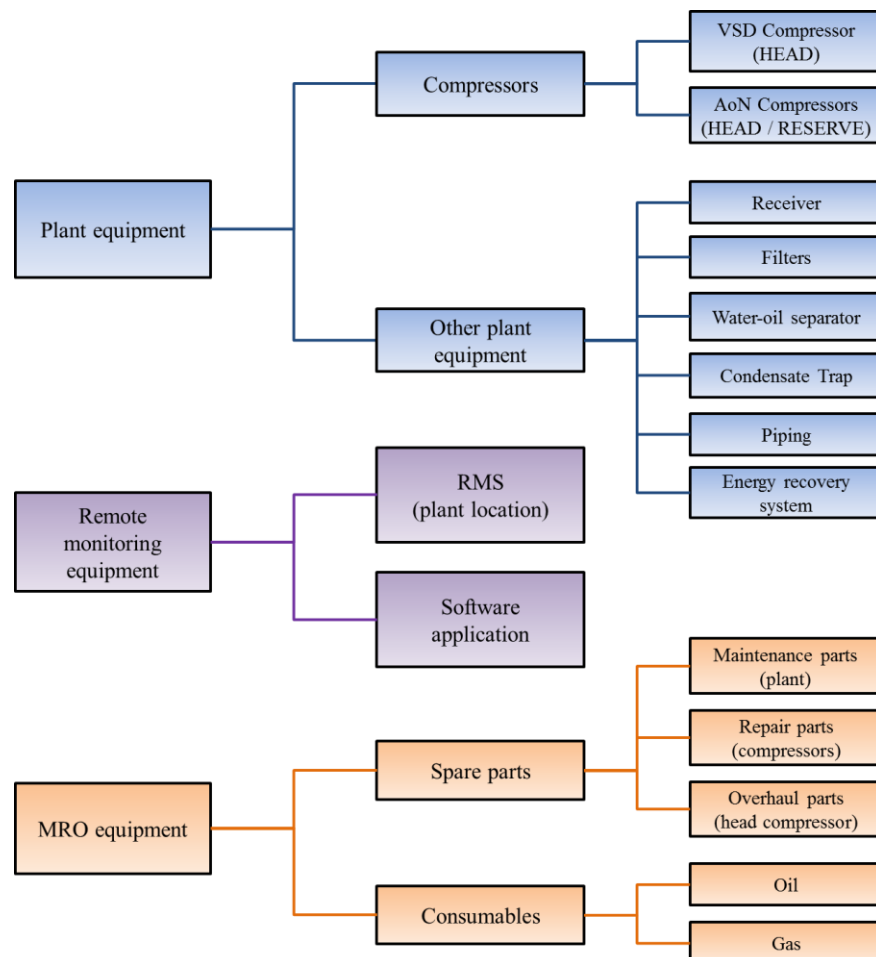 VSD Compressor
(HEAD)
Compressors
AoN Compressors
(HEAD / RESERVE)
Plant equipment
Receiver
Filters
Other plant
equipment
Water-oil separator
Condensate Trap
Piping
Energy recovery
system
Remote
monitoring
equipment
RMS
(plant location)
Software
application
MRO equipment
Spare parts
Maintenance parts
(plant)
Repair parts
(compressors)
Overhaul parts
(head compressor)
Consumables
Oil
Gas